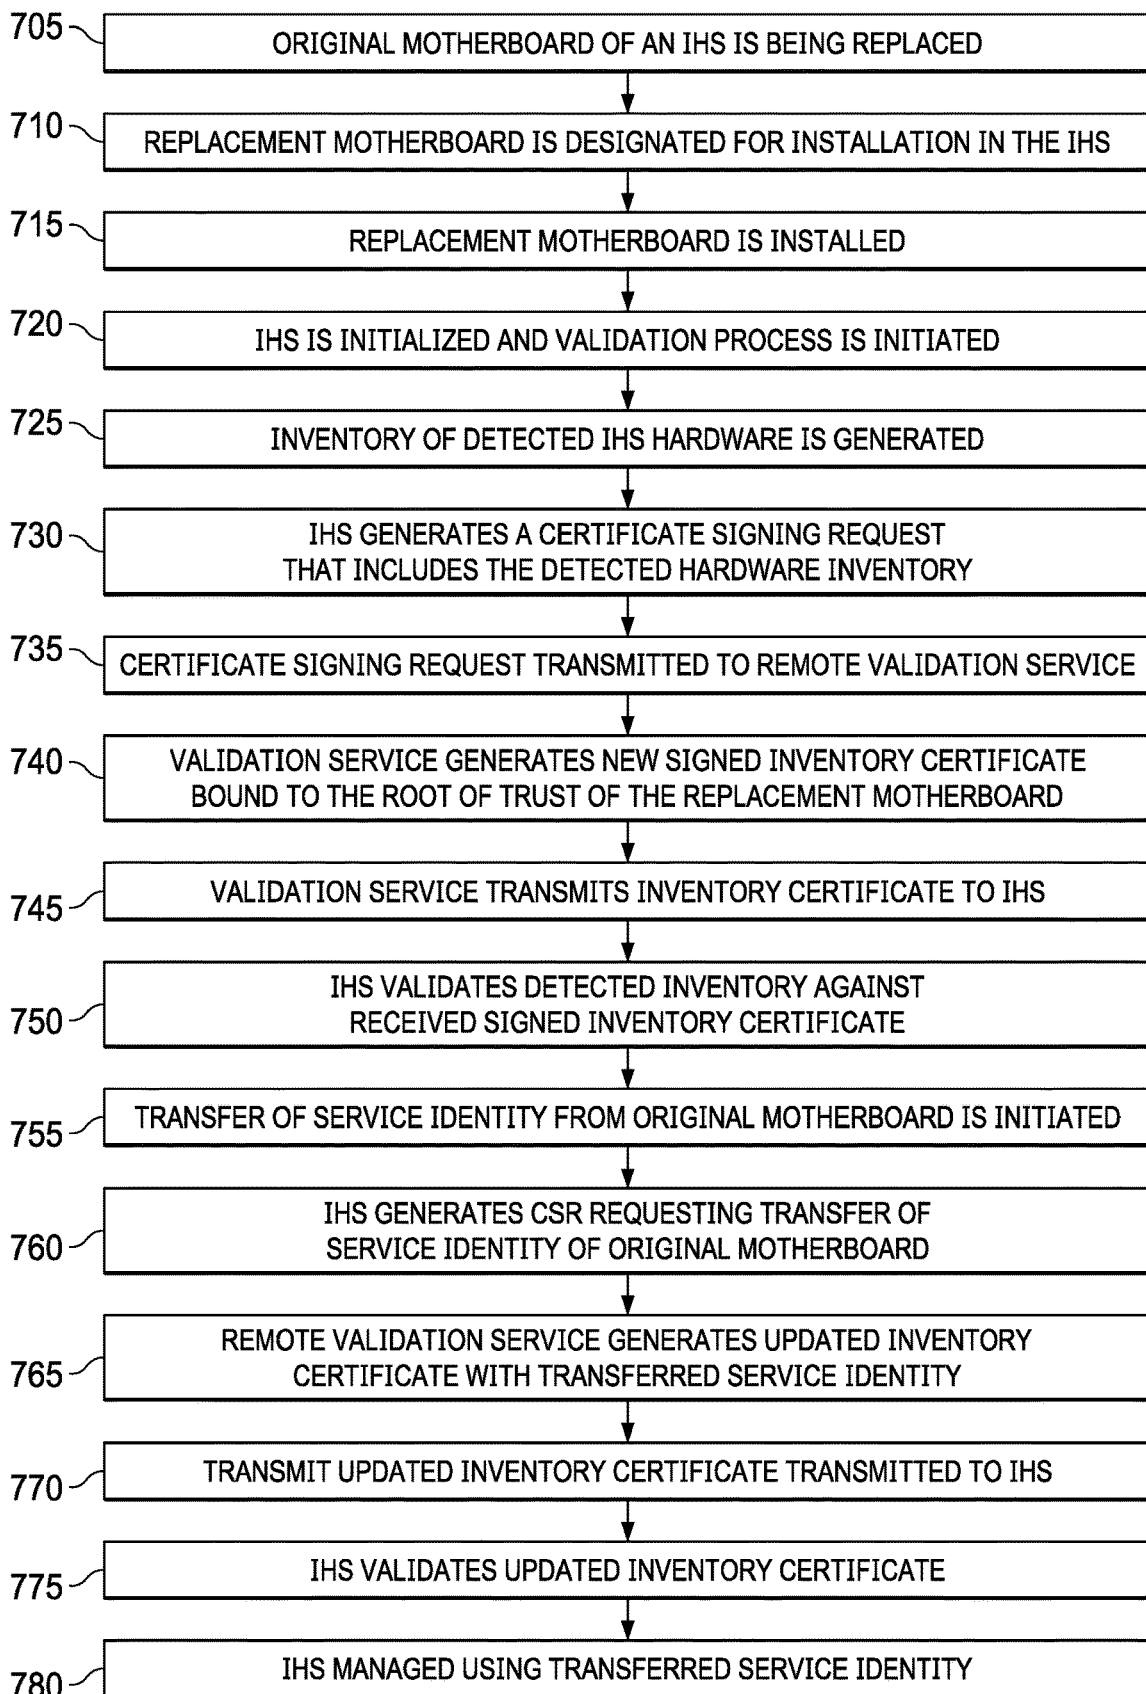 705
ORIGINAL MOTHERBOARD OF AN IHS IS BEING REPLACED
710
REPLACEMENT MOTHERBOARD IS DESIGNATED FOR INSTALLATION IN THE IHS
715
REPLACEMENT MOTHERBOARD IS INSTALLED
720
IHS IS INITIALIZED AND VALIDATION PROCESS IS INITIATED
725
INVENTORY OF DETECTED IHS HARDWARE IS GENERATED
730
IHS GENERATES A CERTIFICATE SIGNING REQUEST
THAT INCLUDES THE DETECTED HARDWARE INVENTORY
735
CERTIFICATE SIGNING REQUEST TRANSMITTED TO REMOTE VALIDATION SERVICE
740
VALIDATION SERVICE GENERATES NEW SIGNED INVENTORY CERTIFICATE
BOUND TO THE ROOT OF TRUST OF THE REPLACEMENT MOTHERBOARD
745
VALIDATION SERVICE TRANSMITS INVENTORY CERTIFICATE TO IHS
750
IHS VALIDATES DETECTED INVENTORY AGAINST
RECEIVED SIGNED INVENTORY CERTIFICATE
755
TRANSFER OF SERVICE IDENTITY FROM ORIGINAL MOTHERBOARD IS INITIATED
760
IHS GENERATES CSR REQUESTING TRANSFER OF
SERVICE IDENTITY OF ORIGINAL MOTHERBOARD
765
REMOTE VALIDATION SERVICE GENERATES UPDATED INVENTORY
CERTIFICATE WITH TRANSFERRED SERVICE IDENTITY
770
TRANSMIT UPDATED INVENTORY CERTIFICATE TRANSMITTED TO IHS
775
IHS VALIDATES UPDATED INVENTORY CERTIFICATE
780
IHS MANAGED USING TRANSFERRED SERVICE IDENTITY